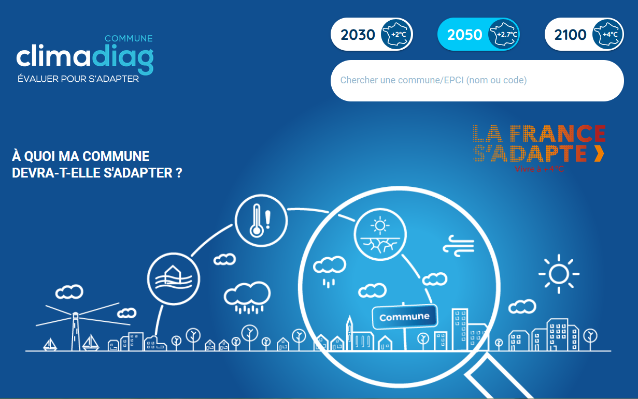 COMMUNE
climadiag
ÉVALUER POUR S'ADAPTER
2030 +2°C
2050 +2.7°C
2100 +4°C
Chercher une commune/EPCI (nom ou code)
LA FRANCE
S'ADAPTE
À QUOI MA COMMUNE
DEVRA-T-ELLE S'ADAPTER ?
Commune